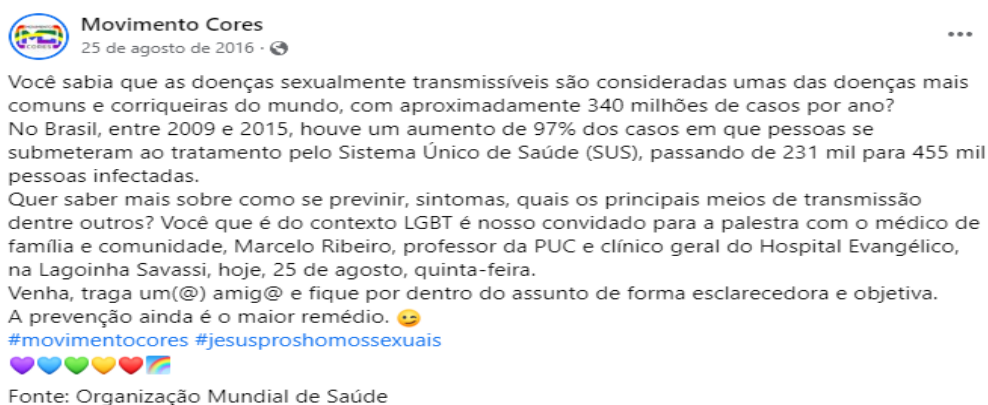 Movimento Cores
25 de agosto de 2016 ·
Você sabia que as doenças sexualmente transmissíveis são consideradas umas das doenças mais
comuns e corriqueiras do mundo, com aproximadamente 340 milhões de casos por ano?
No Brasil, entre 2009 e 2015, houve um aumento de 97% dos casos em que pessoas se
submeteram ao tratamento pelo Sistema Único de Saúde (SUS), passando de 231 mil para 455 mil
pessoas infectadas.
Quer saber mais sobre como se previnir, sintomas, quais os principais meios de transmissão
dentre outros? Você que é do contexto LGBT é nosso convidado para a palestra com o médico de
família e comunidade, Marcelo Ribeiro, professor da PUC e clínico geral do Hospital Evangélico,
na Lagoinha Savassi, hoje, 25 de agosto, quinta-feira.
Venha, traga um(@) amig@ e fique por dentro do assunto de forma esclarecedora e objetiva.
A prevenção ainda é o maior remédio. 😉
#movimentocores #jesusproshomossexuais
💜💙💚💛❤️🌈
Fonte: Organização Mundial de Saúde